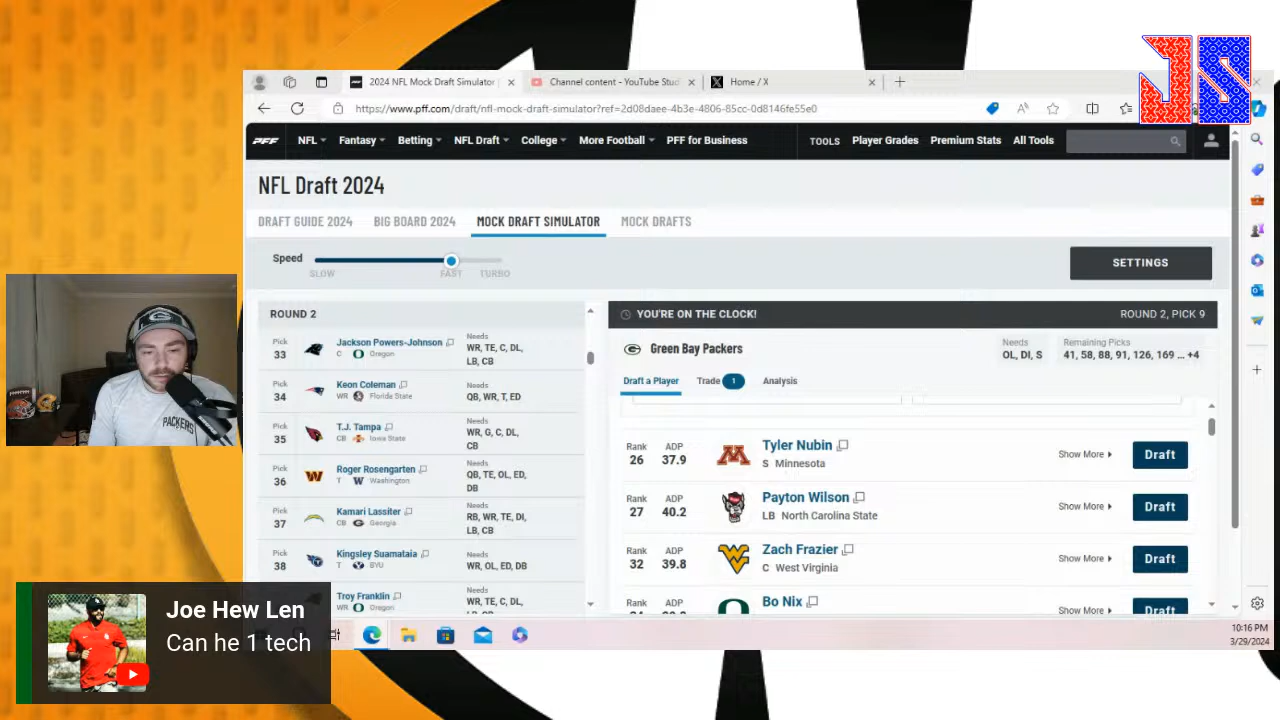 JS
2024 NFL Mock Draft Simulator
Channel content - YouTube Stud
Home / X
https://www.pff.com/draft/nfl-mock-draft-simulator?ref=2d08daee-4b3e-4806-85cc-0d8146fe55e0
PFF NFL Fantasy Betting NFL Draft College More Football PFF for Business TOOLS Player Grades Premium Stats All Tools
NFL Draft 2024
DRAFT GUIDE 2024 BIG BOARD 2024 MOCK DRAFT SIMULATOR MOCK DRAFTS
Speed
SLOW FAST TURBO
SETTINGS
ROUND 2
Pick 33
Jackson Powers-Johnson
C Oregon
Needs
WR, TE, C, DL,
LB, CB
Pick 34
Keon Coleman
WR Florida State
Needs
QB, WR, T, ED
Pick 35
T.J. Tampa
CB Iowa State
Needs
WR, G, C, DL,
CB
Pick 36
Roger Rosengarten
T Washington
Needs
QB, TE, OL, ED,
DB
Pick 37
Kamari Lassiter
CB Georgia
Needs
RB, WR, TE, DI,
LB, CB
Pick 38
Kingsley Suamataia
T BYU
Needs
WR, OL, ED, DB
Troy Franklin
WR Oregon
Needs
WR, TE, C, DL,
YOU'RE ON THE CLOCK!
ROUND 2, PICK 9
Green Bay Packers
Needs
OL, DI, S
Remaining Picks
41, 58, 88, 91, 126, 169 ... +4
Draft a Player Trade 1 Analysis
Rank 26 ADP 37.9
Tyler Nubin
S Minnesota
Show More
Draft
Rank 27 ADP 40.2
Payton Wilson
LB North Carolina State
Show More
Draft
Rank 32 ADP 39.8
Zach Frazier
C West Virginia
Show More
Draft
Rank ADP
Bo Nix
Show More
Draft
10:16 PM
3/29/2024
PACKERS
Joe Hew Len
Can he 1 tech